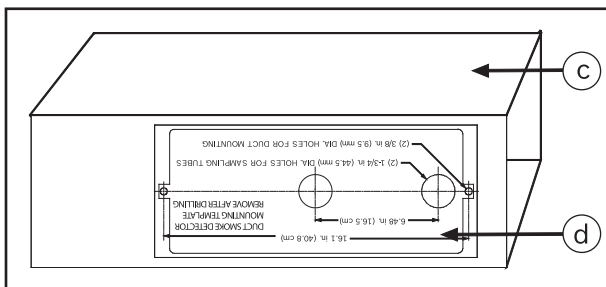 c
(2) 3/8 in. (9.5 mm) DIA. HOLES FOR DUCT MOUNTING
(2) 1-3/4 in. (44.5 mm) DIA. HOLES FOR SAMPLING TUBES
DUCT SMOKE DETECTOR
MOUNTING TEMPLATE
REMOVE AFTER DRILLING
6.48 in. (16.5 cm)
16.1 in. (40.8 cm)
d